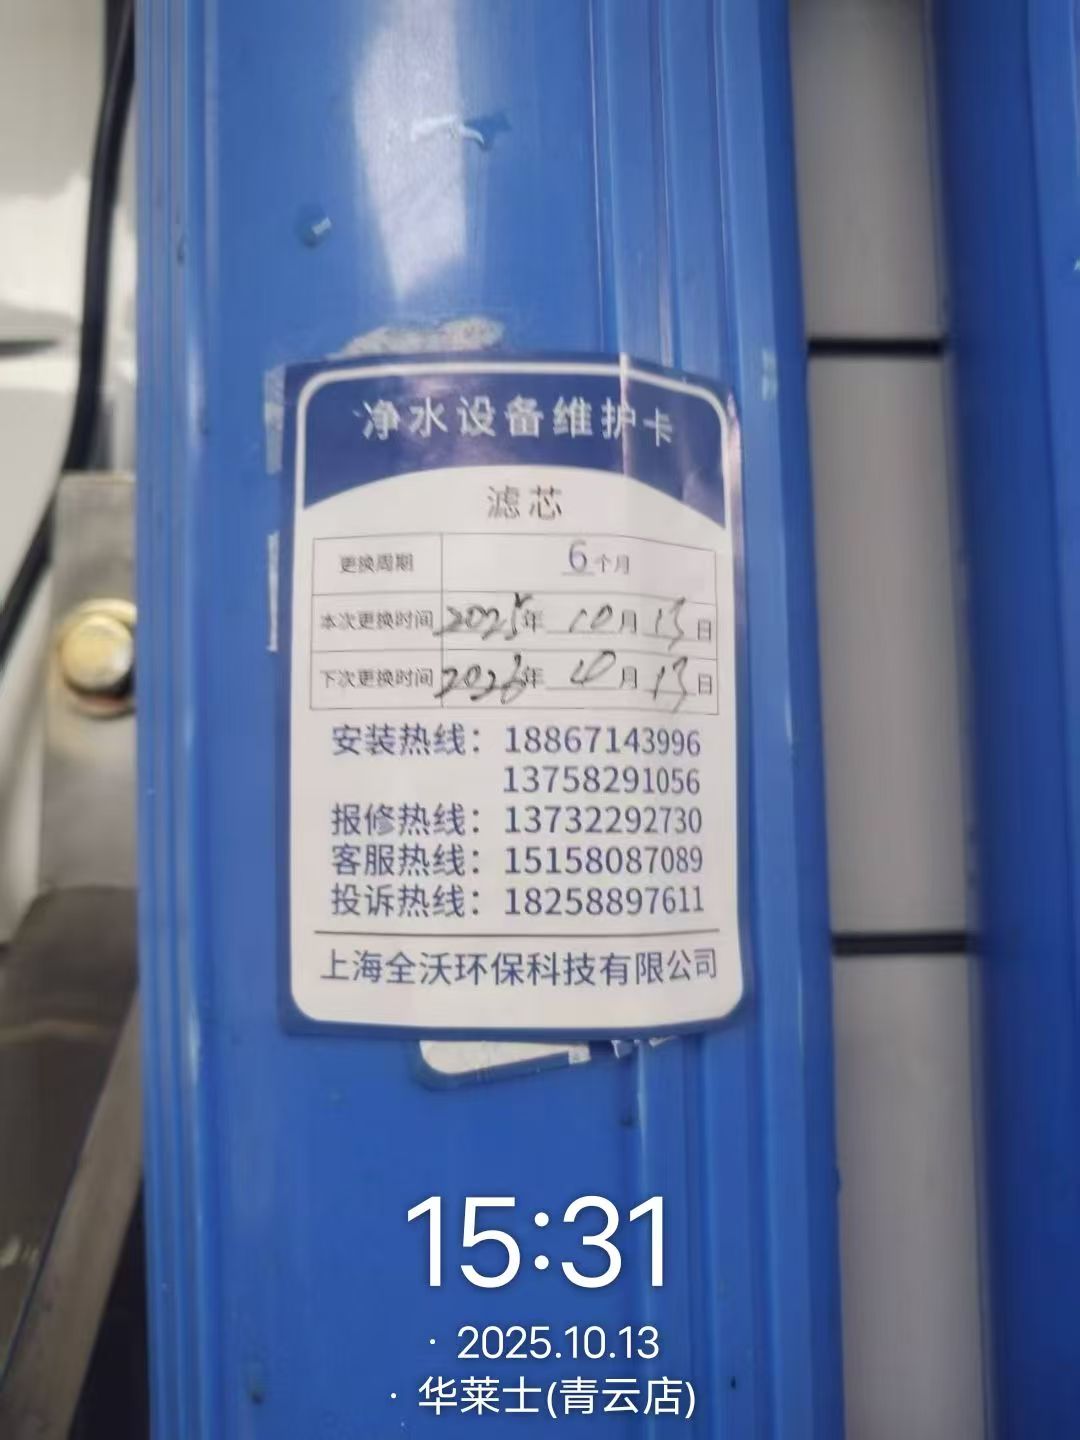 净水设备维护卡
滤芯
更换周期 6个月
本次更换时间 2025年 10月 13日
下次更换时间 2026年 月 13日
安装热线：18867143996
13758291056
报修热线：13732292730
客服热线：15158087089
投诉热线：18258897611
上海全沃环保科技有限公司
15:31
· 2025.10.13
· 华莱士(青云店)